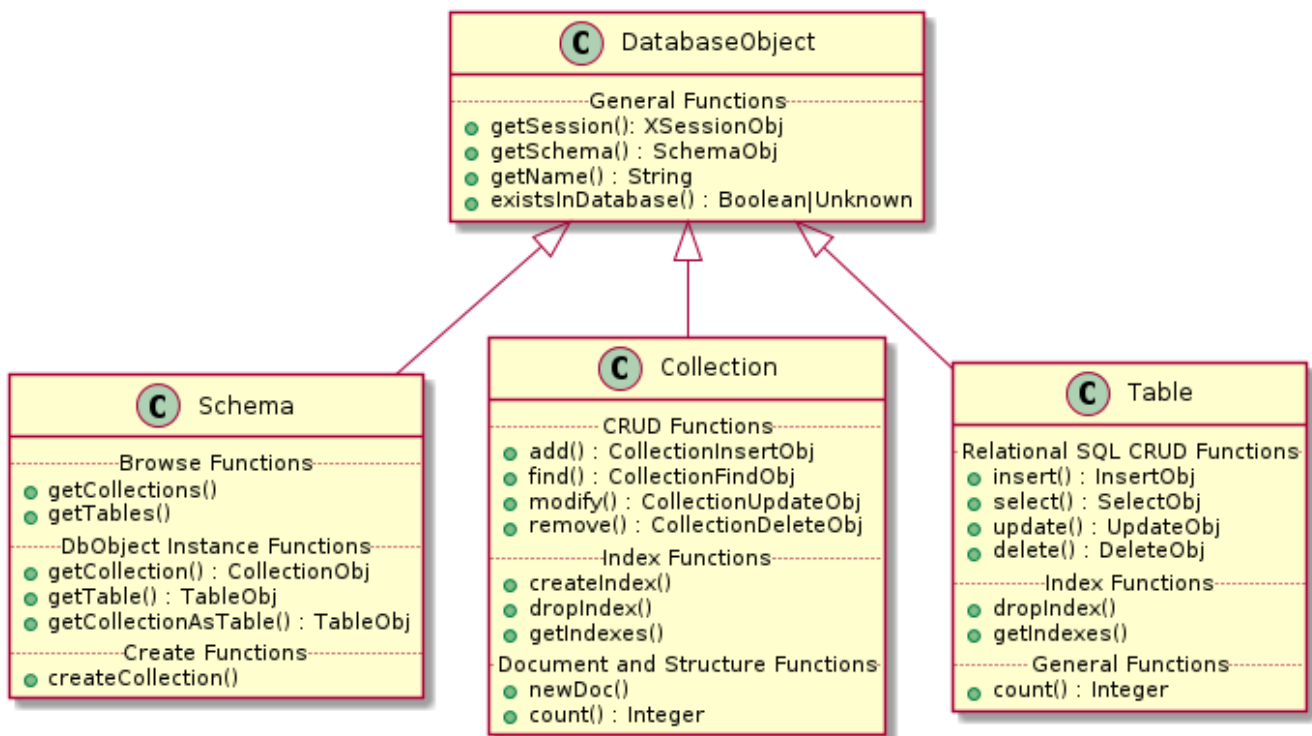 C DatabaseObject
General Functions
getSession(): XSessionObj
getSchema() : SchemaObj
getName() : String
existsInDatabase() : Boolean|Unknown
C Schema
Browse Functions
getCollections()
getTables()
DbObject Instance Functions
getCollection() : CollectionObj
getTable() : TableObj
getCollectionAsTable() : TableObj
Create Functions
createCollection()
C Collection
CRUD Functions
add() : CollectionInsertObj
find() : CollectionFindObj
modify() : CollectionUpdateObj
remove() : CollectionDeleteObj
Index Functions
createIndex()
dropIndex()
getIndexes()
Document and Structure Functions
newDoc()
count() : Integer
C Table
Relational SQL CRUD Functions
insert() : InsertObj
select() : SelectObj
update() : UpdateObj
delete() : DeleteObj
Index Functions
dropIndex()
getIndexes()
General Functions
count() : Integer